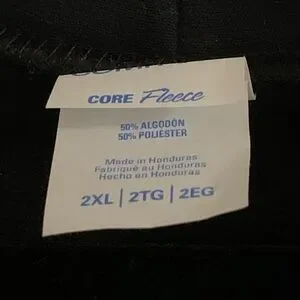 CORE Fleece
50% ALGODÓN
50% POLIESTER
Made in Honduras
Fabriqué au Honduras
Hecho en Honduras
2XL | 2TG | 2EG